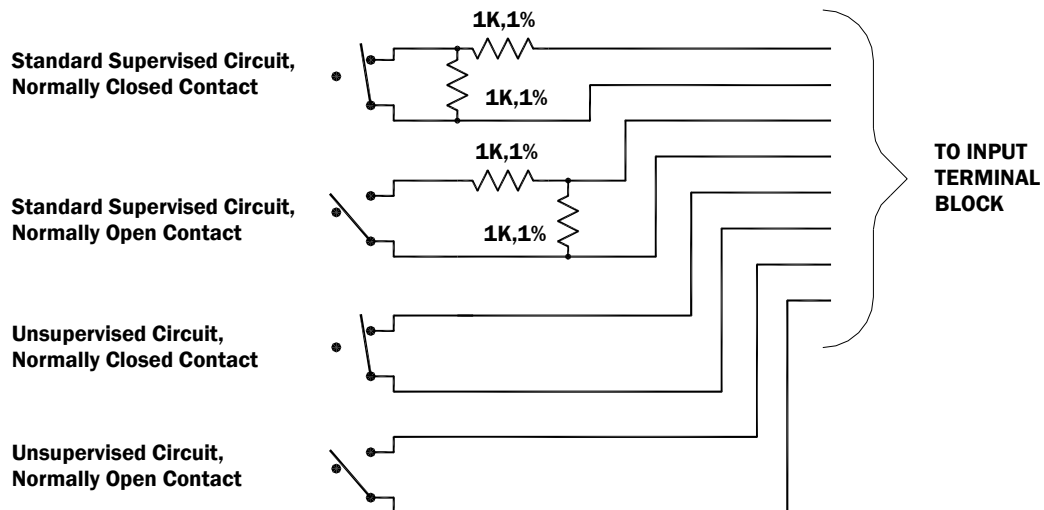 1K,1%
Standard Supervised Circuit,
Normally Closed Contact
1K,1%
1K,1%
TO INPUT
TERMINAL
BLOCK
Standard Supervised Circuit,
Normally Open Contact
1K,1%
Unsupervised Circuit,
Normally Closed Contact
Unsupervised Circuit,
Normally Open Contact